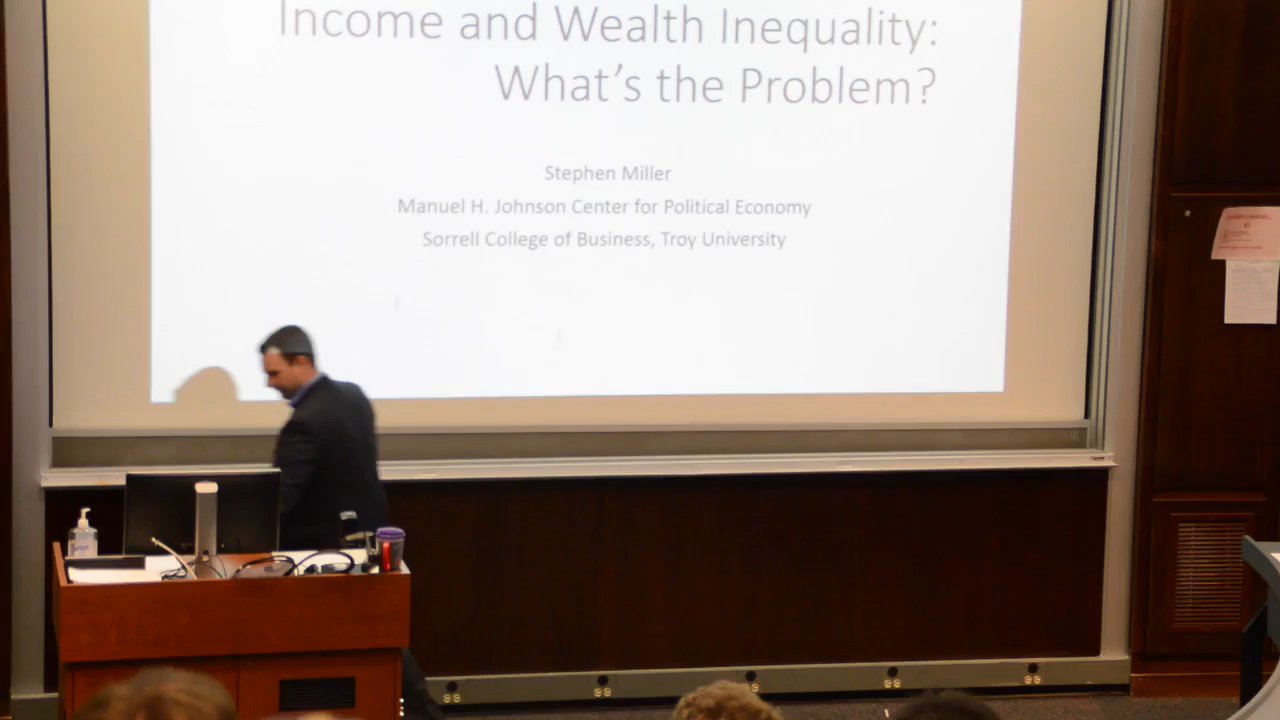 Income and Wealth Inequality:
What's the Problem?
Stephen Miller
Manuel H. Johnson Center for Political Economy
Sorrell College of Business, Troy University